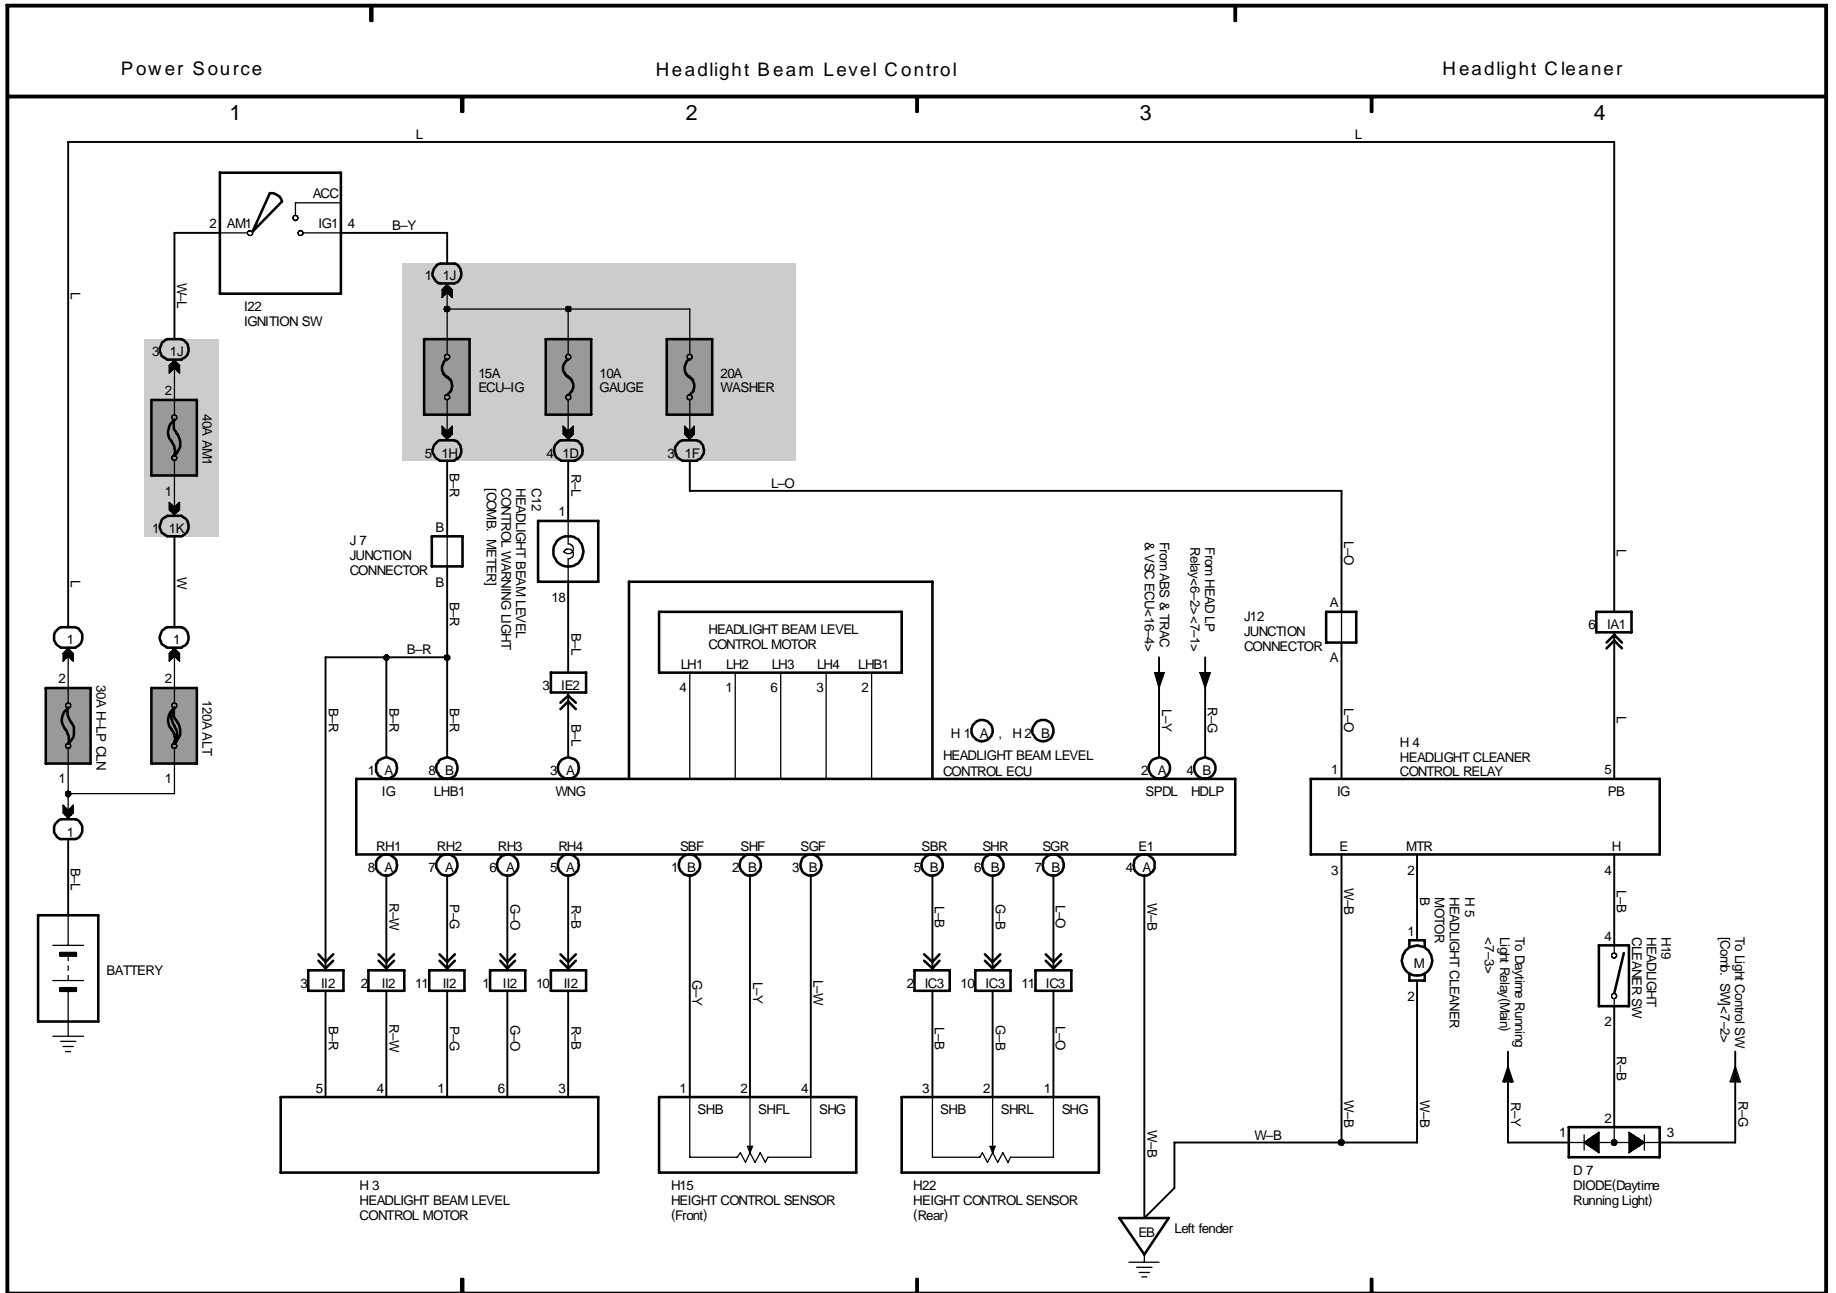 Power Source
Headlight Beam Level Control
Headlight Cleaner
1
2
3
4
L
L
ACC
2
AM1
IG1
4
B–Y
I22
IGNITION SW
L
W–L
1
1J
3
1J
2
40A AM1
1
1
1K
15A
ECU–IG
10A
GAUGE
20A
WASHER
5
1H
4
1D
3
1F
B–R
R–L
L–O
C12
HEADLIGHT BEAM LEVEL
CONTROL WARNING LIGHT
[COMB. METER]
1
18
B
J 7
JUNCTION
CONNECTOR
B
L
W
B–R
B–L
1
1
2
2
30A H–LP CLN
120A ALT
1
1
1
B–L
BATTERY
B–R
B–R
B–R
B–R
3
IE2
B–L
HEADLIGHT BEAM LEVEL
CONTROL MOTOR
LH1
LH2
LH3
LH4
LHB1
4
1
6
3
2
H 1
A
, H 2
B
HEADLIGHT BEAM LEVEL
CONTROL ECU
From ABS & TRAC
& VSC ECU<16–4>
From HEAD LP
Relay<6–2><7–1>
L–Y
R–G
L–O
A
J12
JUNCTION
CONNECTOR
A
L–O
L
6
IA1
L
H 4
HEADLIGHT CLEANER
CONTROL RELAY
1
A
8
B
3
A
2
A
4
B
1
5
IG
LHB1
WNG
SPDL
HDLP
IG
PB
RH1
RH2
RH3
RH4
SBF
SHF
SGF
SBR
SHR
SGR
E1
E
MTR
H
8
A
7
A
6
A
5
A
1
B
2
B
3
B
5
B
6
B
7
B
4
A
3
2
4
R–W
P–G
G–O
R–B
L–B
G–B
L–O
W–B
W–B
B
L–B
H 5
HEADLIGHT CLEANER
MOTOR
1
M
2
4
H19
HEADLIGHT
CLEANER SW
2
To Daytime Running
Light Relay(Main)
<7–3>
To Light Control SW
[Comb. SW]<7–2>
3
II2
2
II2
11
II2
1
II2
10
II2
G–Y
L–Y
L–W
2
IC3
10
IC3
11
IC3
B–R
R–W
P–G
G–O
R–B
L–B
G–B
L–O
R–B
5
4
1
6
3
1
2
4
3
2
1
SHB
SHFL
SHG
SHB
SHRL
SHG
W–B
W–B
W–B
W–B
R–Y
R–G
1
2
3
H 3
HEADLIGHT BEAM LEVEL
CONTROL MOTOR
H15
HEIGHT CONTROL SENSOR
(Front)
H22
HEIGHT CONTROL SENSOR
(Rear)
D 7
DIODE(Daytime
Running Light)
EB
Left fender